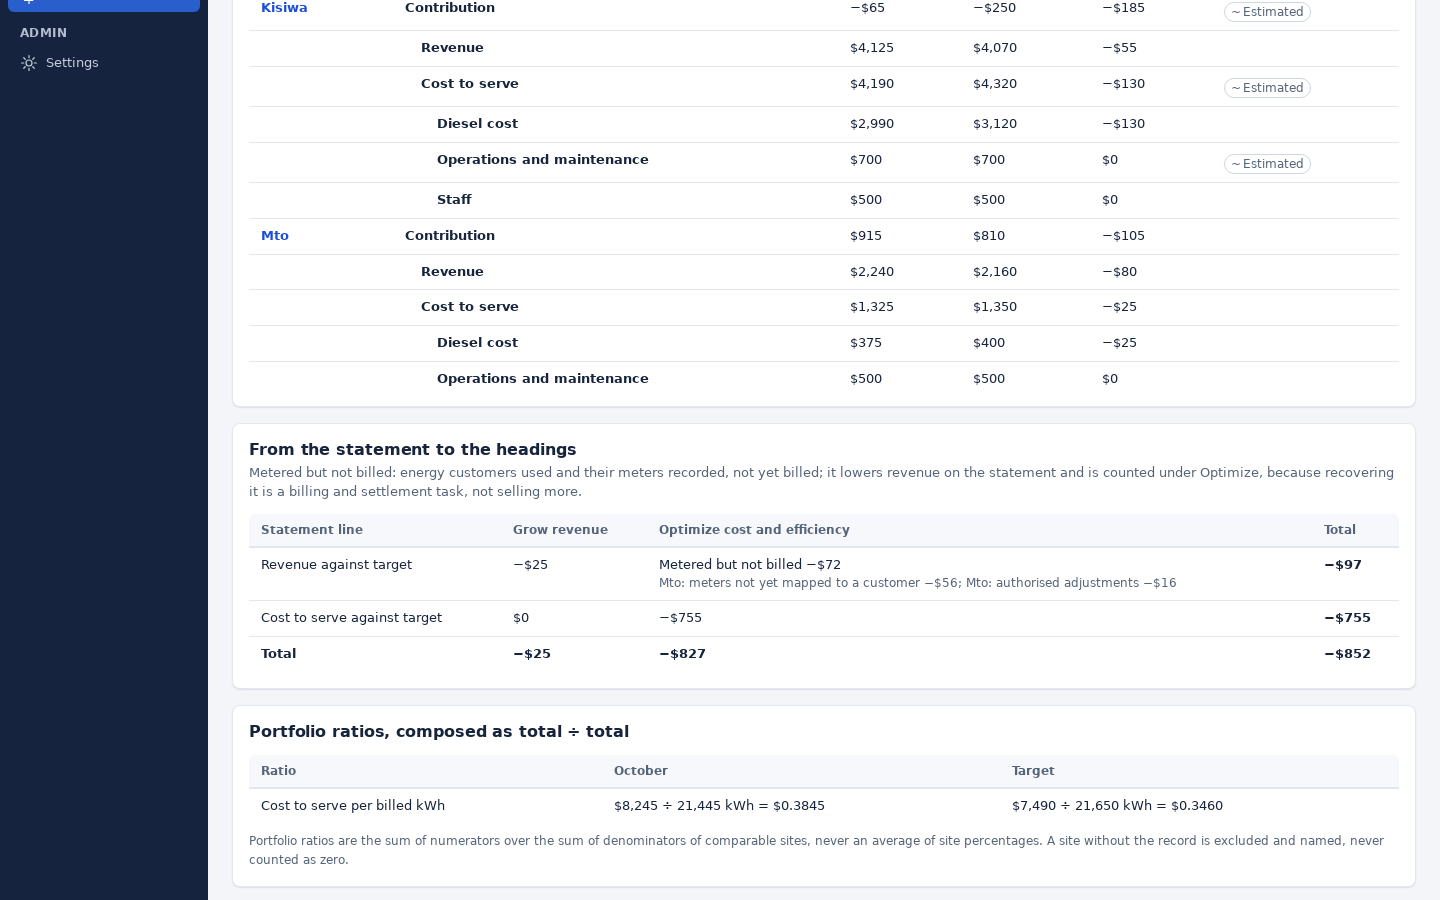 Kisiwa Contribution −$65 −$250 −$185 ~ Estimated
ADMIN
Settings
Revenue $4,125 $4,070 −$55
Cost to serve $4,190 $4,320 −$130 ~ Estimated
Diesel cost $2,990 $3,120 −$130
Operations and maintenance $700 $700 $0 ~ Estimated
Staff $500 $500 $0
Mto Contribution $915 $810 −$105
Revenue $2,240 $2,160 −$80
Cost to serve $1,325 $1,350 −$25
Diesel cost $375 $400 −$25
Operations and maintenance $500 $500 $0
From the statement to the headings
Metered but not billed: energy customers used and their meters recorded, not yet billed; it lowers revenue on the statement and is counted under Optimize, because recovering
it is a billing and settlement task, not selling more.
Statement line Grow revenue Optimize cost and efficiency Total
Revenue against target −$25 Metered but not billed −$72 −$97
Mto: meters not yet mapped to a customer −$56; Mto: authorised adjustments −$16
Cost to serve against target $0 −$755 −$755
Total −$25 −$827 −$852
Portfolio ratios, composed as total ÷ total
Ratio October Target
Cost to serve per billed kWh $8,245 ÷ 21,445 kWh = $0.3845 $7,490 ÷ 21,650 kWh = $0.3460
Portfolio ratios are the sum of numerators over the sum of denominators of comparable sites, never an average of site percentages. A site without the record is excluded and named, never
counted as zero.